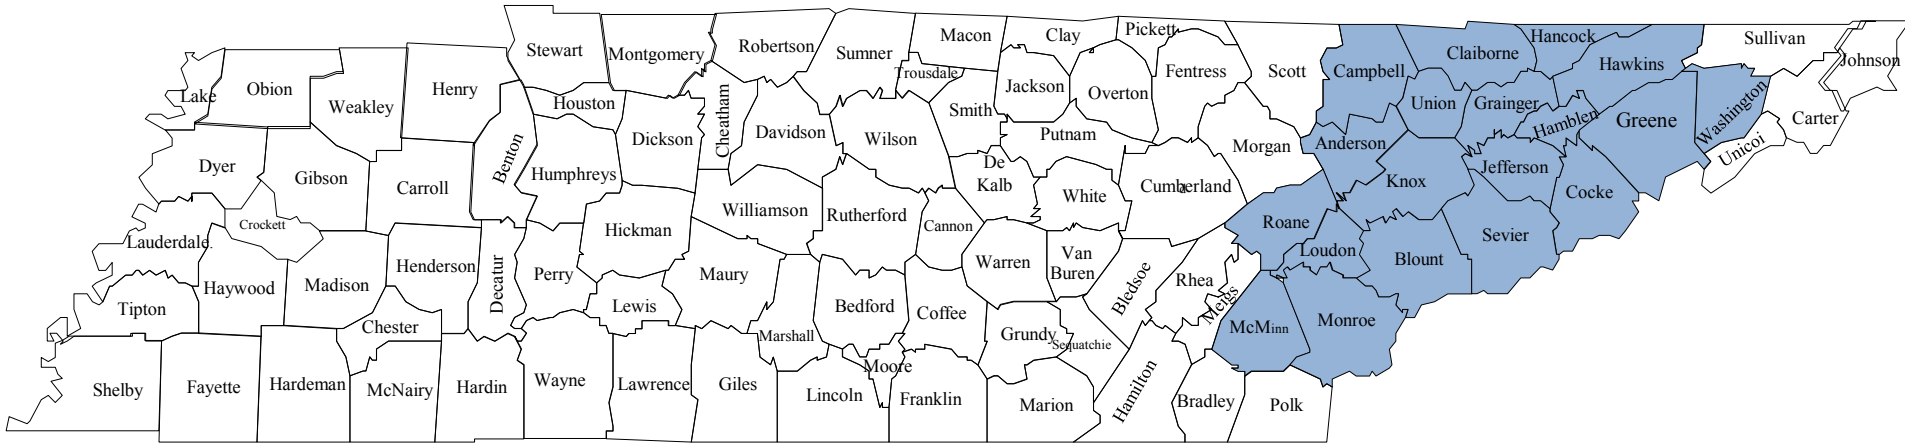 Stewart
Montgomery
Robertson
Sumner
Macon
Trousdale
Clay
Pickett
Fentress
Scott
Campbell
Claiborne
Hancock
Hawkins
Sullivan
Johnson
Carter
Lake
Obion
Weakley
Henry
Houston
Benton
Humphreys
Dickson
Cheatham
Davidson
Wilson
Smith
Jackson
Overton
Putnam
Morgan
Anderson
Union
Grainger
Hamblen
Greene
Washington
Unicoi
Dyer
Gibson
Crockett
Carroll
Hickman
Williamson
Rutherford
Cannon
De
Kalb
White
Cumberland
Roane
Knox
Jefferson
Cocke
Sevier
Blount
Loudon
Lauderdale.
Haywood
Madison
Henderson
Decatur
Perry
Lewis
Maury
Bedford
Coffee
Warren
Van
Buren
Bledsoe
Rhea
Meigs
McMinn
Monroe
Tipton
Chester
Marshall
Grundy
Sequatchie
Moore
Shelby
Fayette
Hardeman
McNairy
Hardin
Wayne
Lawrence
Giles
Lincoln
Franklin
Marion
Hamilton
Bradley
Polk